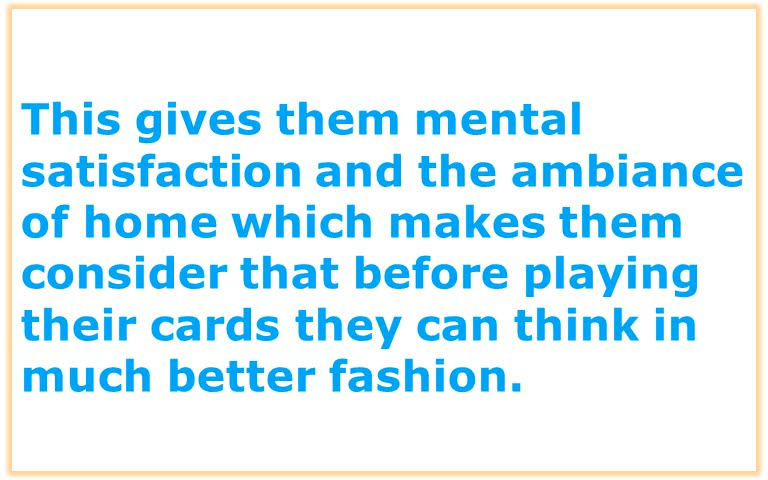 This gives them mental
satisfaction and the ambiance
of home which makes them
consider that before playing
their cards they can think in
much better fashion.